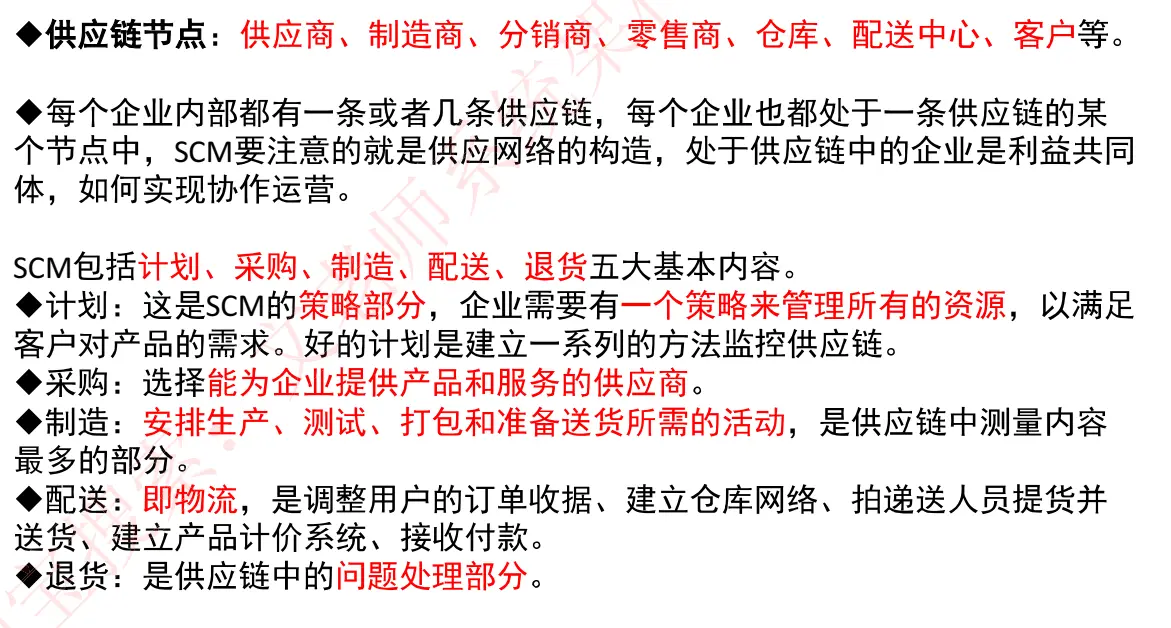 ◆供应链节点：供应商、制造商、分销商、零售商、仓库、配送中心、客户等。
◆每个企业内部都有一条或者几条供应链，每个企业也都处于一条供应链的某
个节点中，SCM要注意的就是供应网络的构造，处于供应链中的企业是利益共同
体，如何实现协作运营。
SCM包括计划、采购、制造、配送、退货五大基本内容。
◆计划：这是SCM的策略部分，企业需要有一个策略来管理所有的资源，以满足
客户对产品的需求。好的计划是建立一系列的方法监控供应链。
◆采购：选择能为企业提供产品和服务的供应商。
◆制造：安排生产、测试、打包和准备送货所需的活动，是供应链中测量内容
最多的部分。
◆配送：即物流，是调整用户的订单收据、建立仓库网络、拍递送人员提货并
送货、建立产品计价系统、接收付款。
◆退货：是供应链中的问题处理部分。